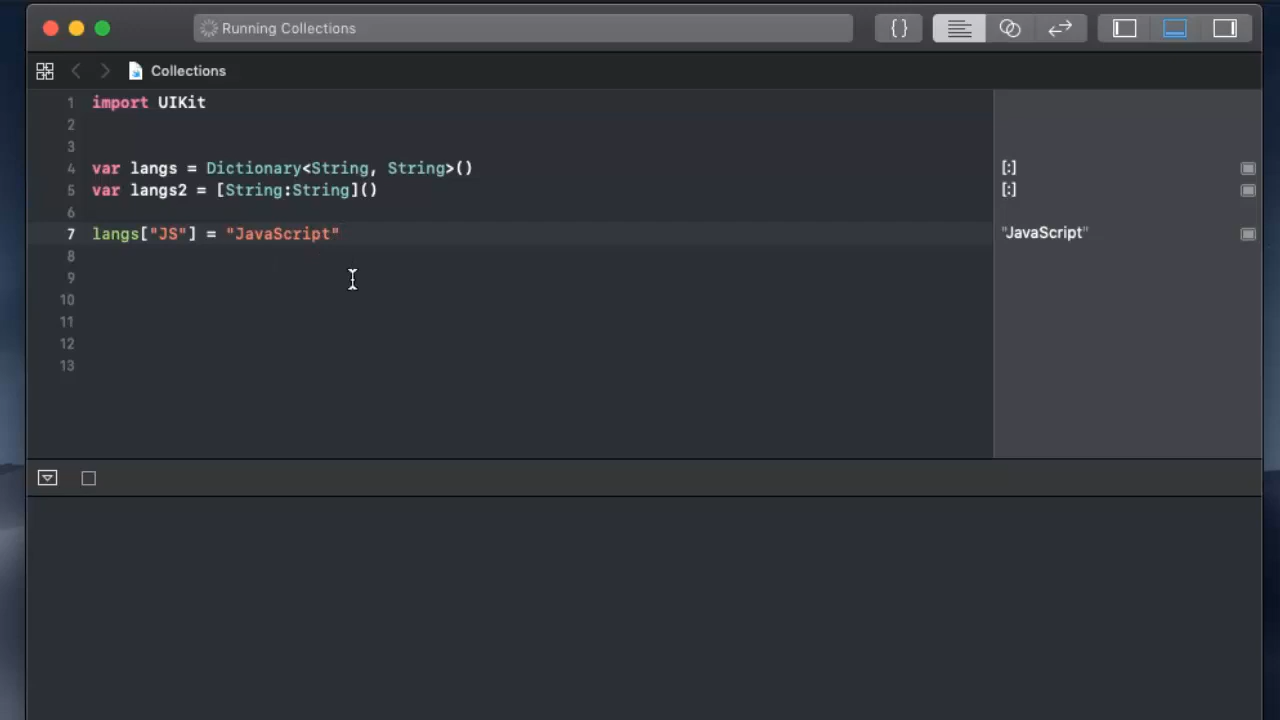 Running Collections
{ }
Collections
1 import UIKit
2
3
4 var langs = Dictionary<String, String>() [:]
5 var langs2 = [String:String]() [:]
6
7 langs["JS"] = "JavaScript" "JavaScript"
8
9
10
11
12
13